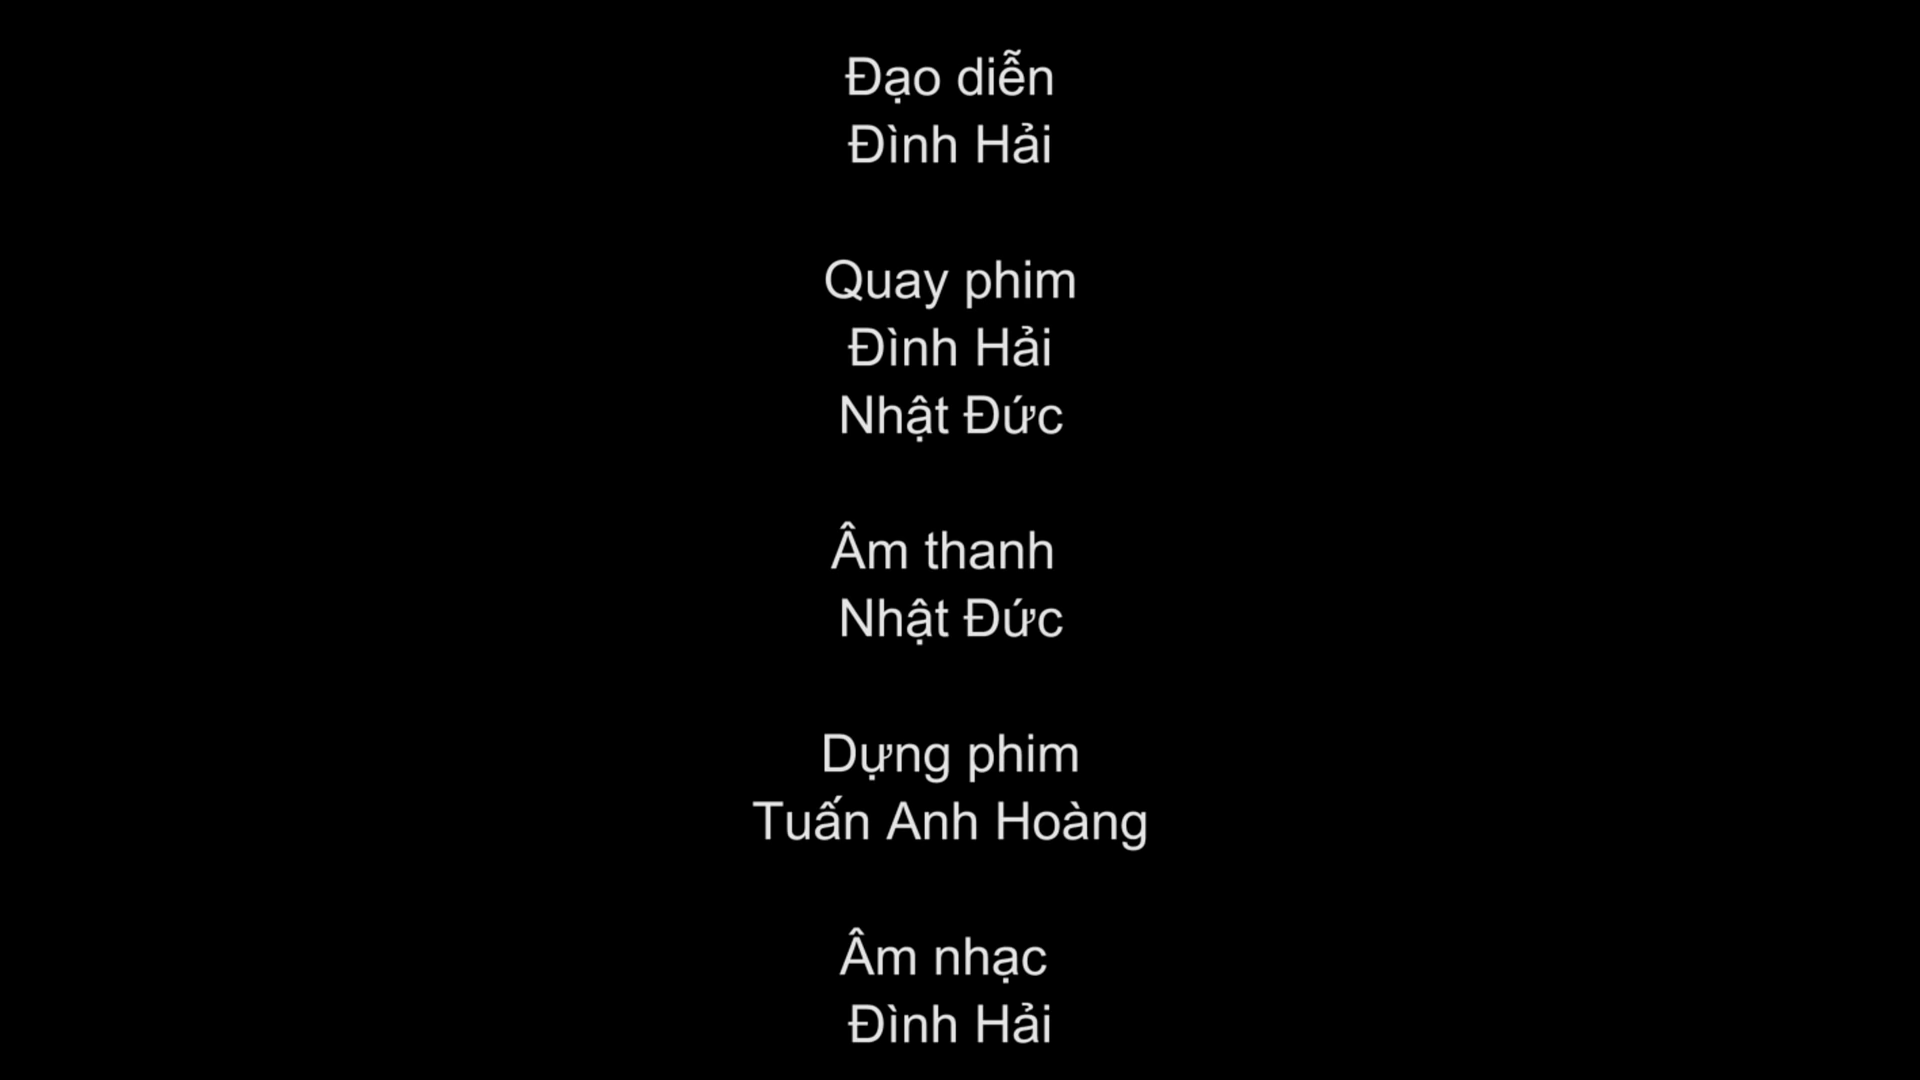 Đạo diễn
Đình Hải
Quay phim
Đình Hải
Nhật Đức
Âm thanh
Nhật Đức
Dựng phim
Tuấn Anh Hoàng
Âm nhạc
Đình Hải